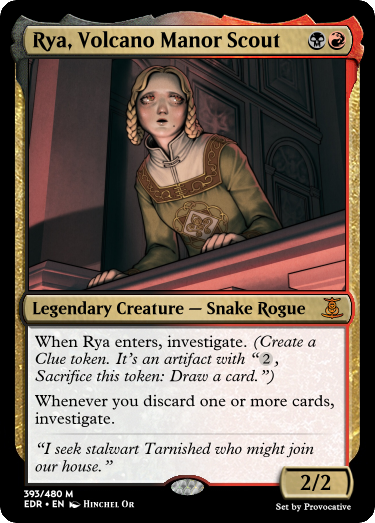 Rya, Volcano Manor Scout
Legendary Creature — Snake Rogue
When Rya enters, investigate. (Create a
Clue token. It's an artifact with “2,
Sacrifice this token: Draw a card.”)
Whenever you discard one or more cards,
investigate.
“I seek stalwart Tarnished who might join
our house.”
2/2
393/480 M
EDR • EN Hinchel Or
Set by Provocative